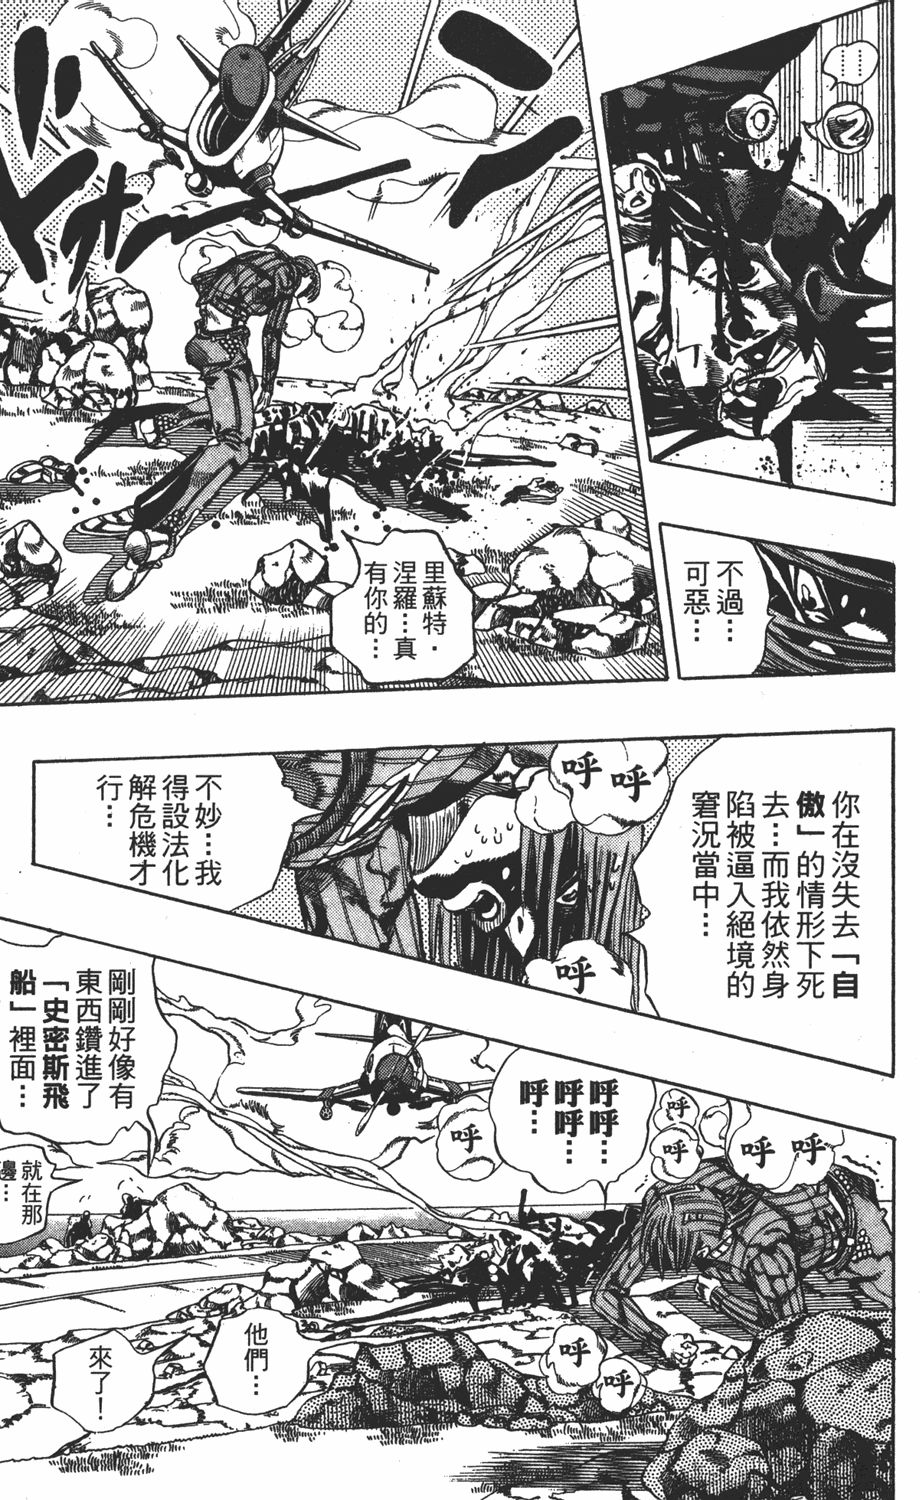 ………
ドオーー
里蘇特．
涅羅…真
有你的…
不過…
可惡…
你在沒失去「自
傲」的情形下死
去…而我依然身
陷被逼入絕境的
窘況當中…
呼
呼
呼
不妙…我
得設法化
解危機才
行…
呼
呼
呼
呼
呼呼…
呼呼…
呼…
呼
剛剛好像有
東西鑽進了
「史密斯飛
船」裡面…
就在那
邊…
呼
呼
他們…
來了！